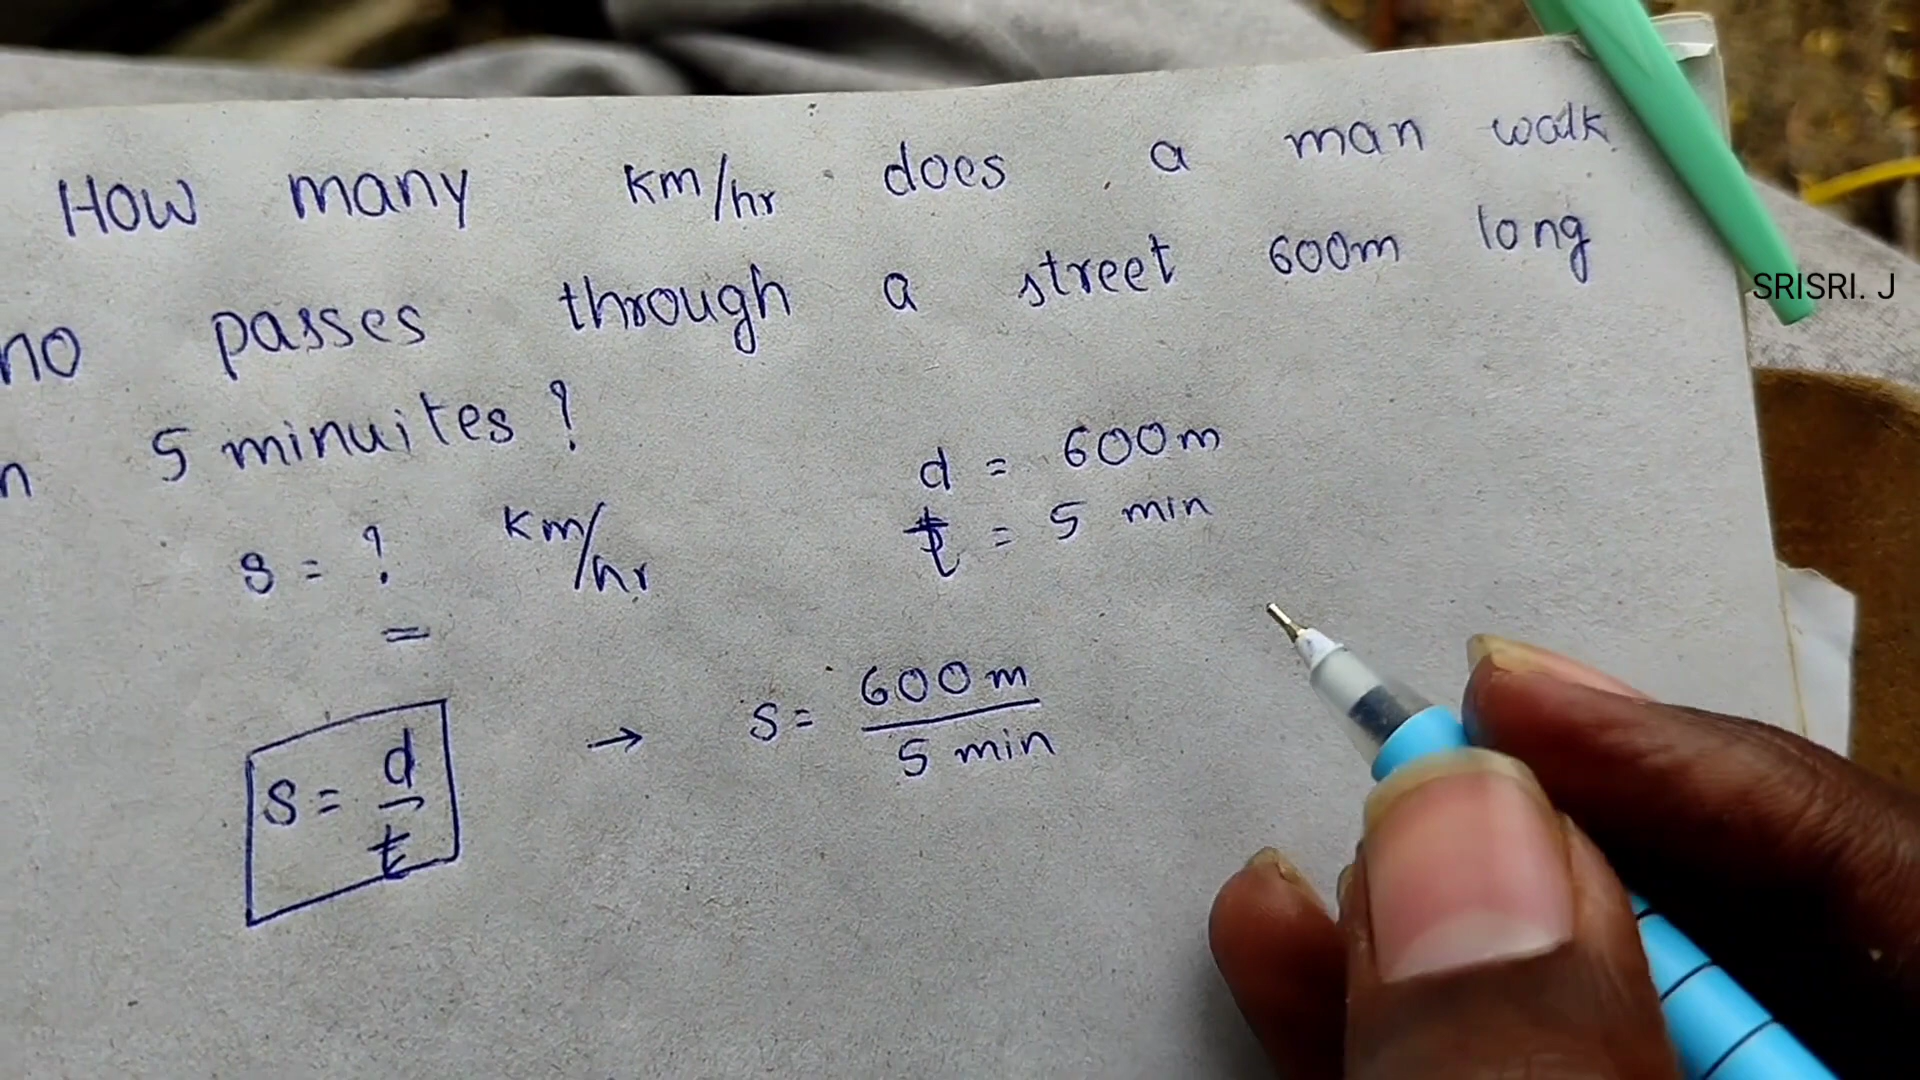 How many km/hr does a man walk
no passes through a street 600m long
n 5 minuites ?
d = 600m
t = 5 min
s = ? km/hr
s = d/t → s = 600m/5 min
SRISRI. J